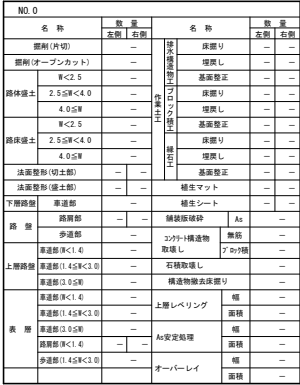 NO.0
名　称 数　量 名　称 数　量
左側 右側 左側 右側
掘削(片切) － 排水構造物工 床掘り － －
掘削(オープンカット) － 埋戻し － －
路体盛土 W<2.5 － 基面整正 － －
2.5≦W<4.0 － 作業土工 ブロック積工 床掘り － －
4.0≦W － 埋戻し － －
路床盛土 W<2.5 － 基面整正 － －
2.5≦W<4.0 － 縁石工 床掘り － －
4.0≦W － 埋戻し － －
法面整形(切土部) － － 基面整正 － －
法面整形(盛土部) － － 植生マット － －
下層路盤 車道部 － 植生シート － －
路　盤 路肩部 － － 舗装版破砕 As －
歩道部 － コンクリート構造物取壊し 無筋 －
上層路盤 車道部(W<1.4) － ブロック積 －
車道部(1.4≦W<3.0) － 石積取壊し －
車道部(3.0≦W) － 構造物撤去床掘り －
表　層 車道部(W<1.4) － 上層レベリング 幅 －
車道部(1.4≦W<3.0) － 面積 －
車道部(3.0≦W) － As安定処理 幅 －
路肩部(W<1.4) － － 面積 －
歩道部(1.4≦W<3.0) － オーバーレイ 幅 －
面積 －